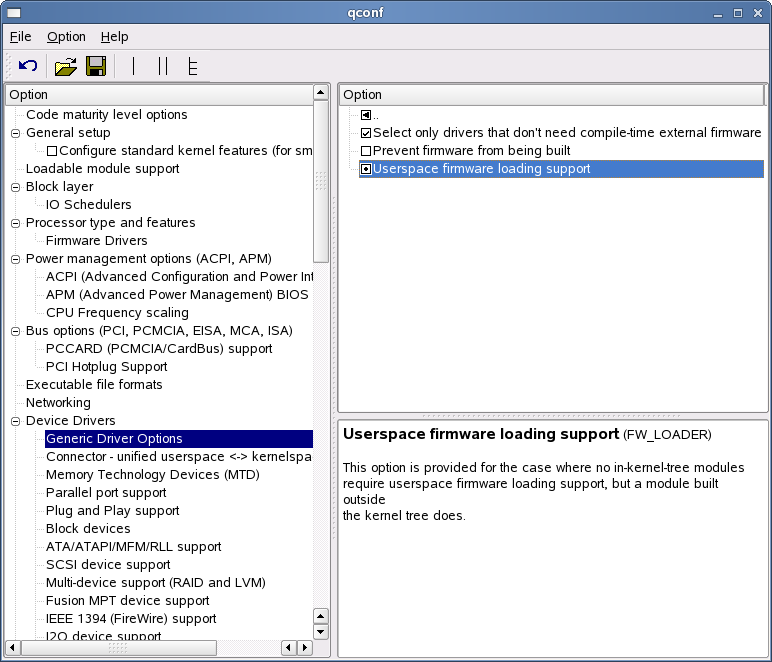 qconf
File Option Help
Option
Code maturity level options
General setup
Configure standard kernel features (for sm
Loadable module support
Block layer
IO Schedulers
Processor type and features
Firmware Drivers
Power management options (ACPI, APM)
ACPI (Advanced Configuration and Power Int
APM (Advanced Power Management) BIOS
CPU Frequency scaling
Bus options (PCI, PCMCIA, EISA, MCA, ISA)
PCCARD (PCMCIA/CardBus) support
PCI Hotplug Support
Executable file formats
Networking
Device Drivers
Generic Driver Options
Connector - unified userspace <-> kernelspa
Memory Technology Devices (MTD)
Parallel port support
Plug and Play support
Block devices
ATA/ATAPI/MFM/RLL support
SCSI device support
Multi-device support (RAID and LVM)
Fusion MPT device support
IEEE 1394 (FireWire) support
I2O device support
Option
..
Select only drivers that don't need compile-time external firmware
Prevent firmware from being built
Userspace firmware loading support
Userspace firmware loading support (FW_LOADER)
This option is provided for the case where no in-kernel-tree modules
require userspace firmware loading support, but a module built
outside
the kernel tree does.